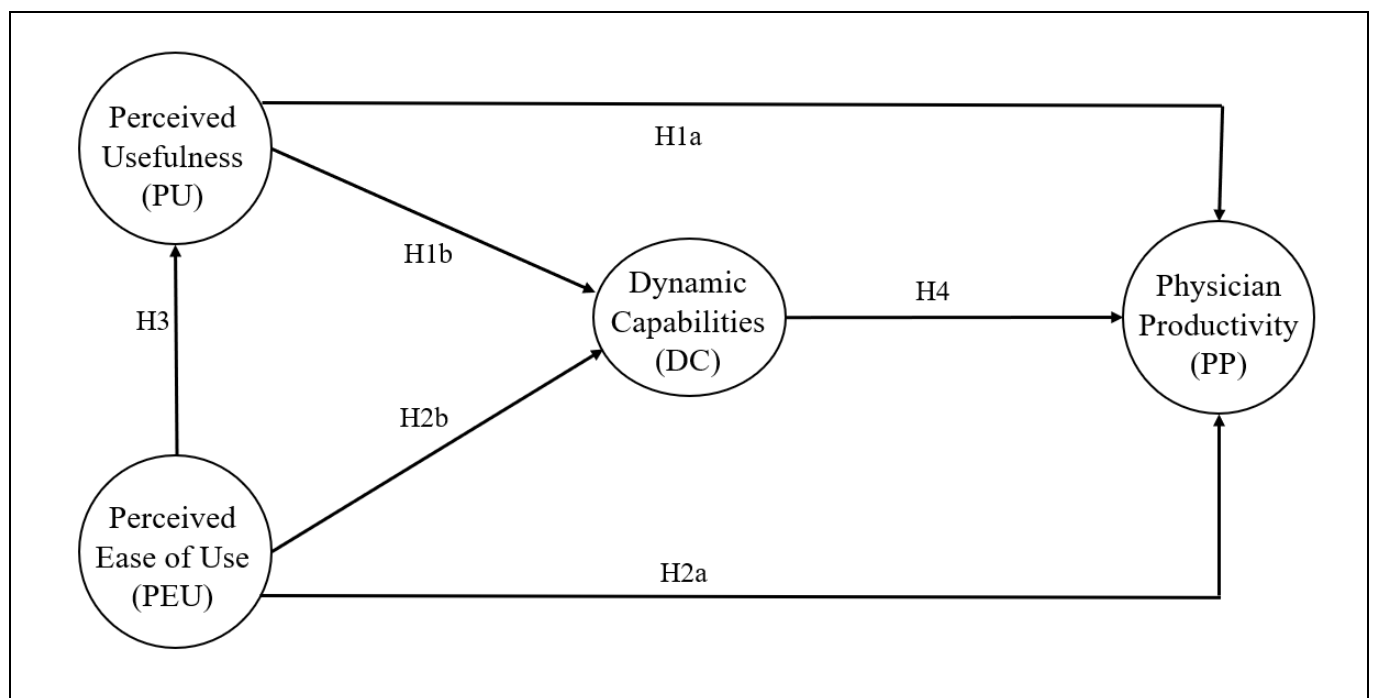 Perceived
Usefulness
(PU)
H1a
H1b
H3
Dynamic
Capabilities
(DC)
H4
Physician
Productivity
(PP)
H2b
Perceived
Ease of Use
(PEU)
H2a